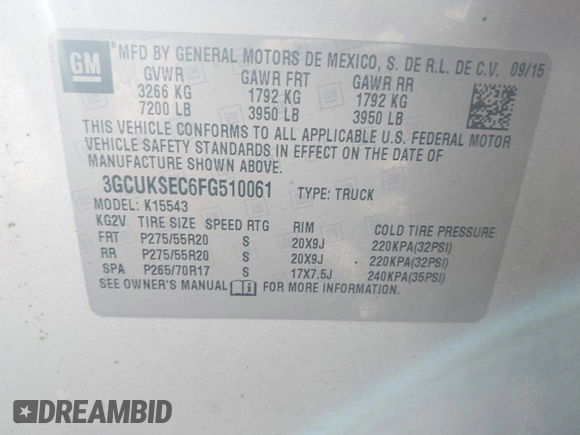 GM
MFD BY GENERAL MOTORS DE MEXICO, S. DE R.L. DE C.V. 09/15
GVWR GAWR FRT GAWR RR
3266 KG 1792 KG 1792 KG
7200 LB 3950 LB 3950 LB
THIS VEHICLE CONFORMS TO ALL APPLICABLE U.S. FEDERAL MOTOR
VEHICLE SAFETY STANDARDS IN EFFECT ON THE DATE OF
MANUFACTURE SHOWN ABOVE.
3GCUKSEC6FG510061 TYPE: TRUCK
MODEL: K15543
KG2V TIRE SIZE SPEED RTG RIM COLD TIRE PRESSURE
FRT P275/55R20 S 20X9J 220KPA(32PSI)
RR P275/55R20 S 20X9J 220KPA(32PSI)
SPA P265/70R17 S 17X7.5J 240KPA(35PSI)
SEE OWNER'S MANUAL FOR MORE INFORMATION.
DREAMBID